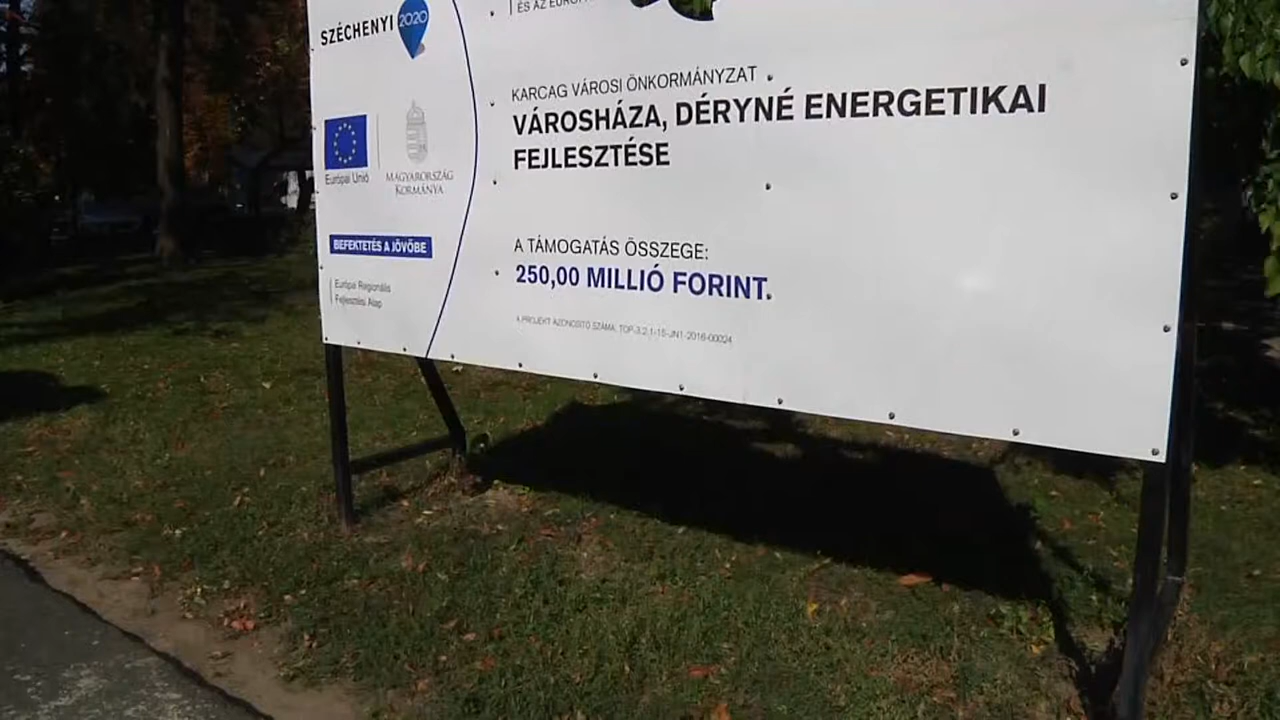 SZÉCHENYI 2020
ÉS AZ EURÓPA
KARCAG VÁROSI ÖNKORMÁNYZAT
VÁROSHÁZA, DÉRYNÉ ENERGETIKAI
FEJLESZTÉSE
Európai Unió
MAGYARORSZÁG
KORMÁNYA
BEFEKTETÉS A JÖVŐBE
Európai Regionális
Fejlesztési Alap
A TÁMOGATÁS ÖSSZEGE:
250,00 MILLIÓ FORINT.
A PROJEKT AZONOSÍTÓ SZÁMA: TOP-3.2.1-15-JN1-2016-00024